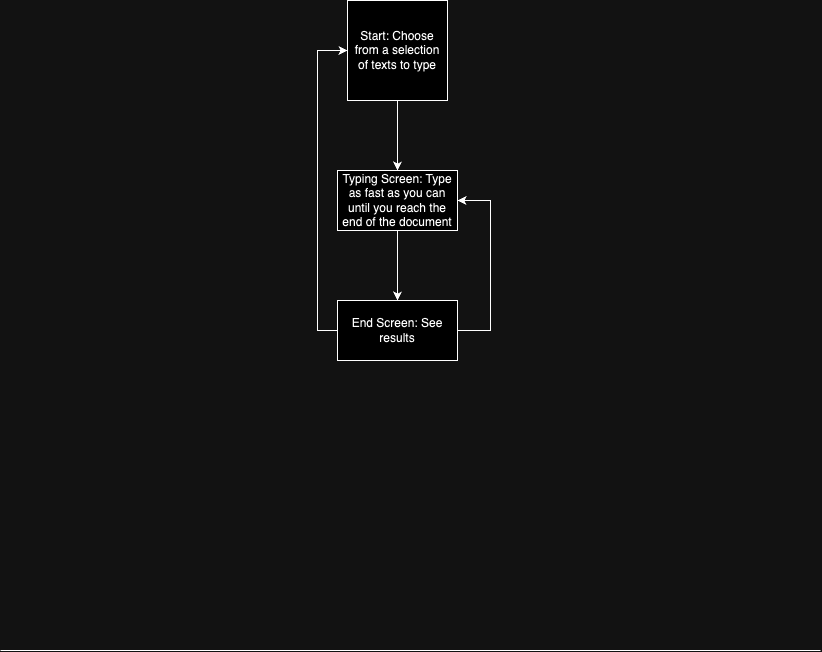 Start: Choose
from a selection
of texts to type
Typing Screen: Type
as fast as you can
until you reach the
end of the document
End Screen: See
results